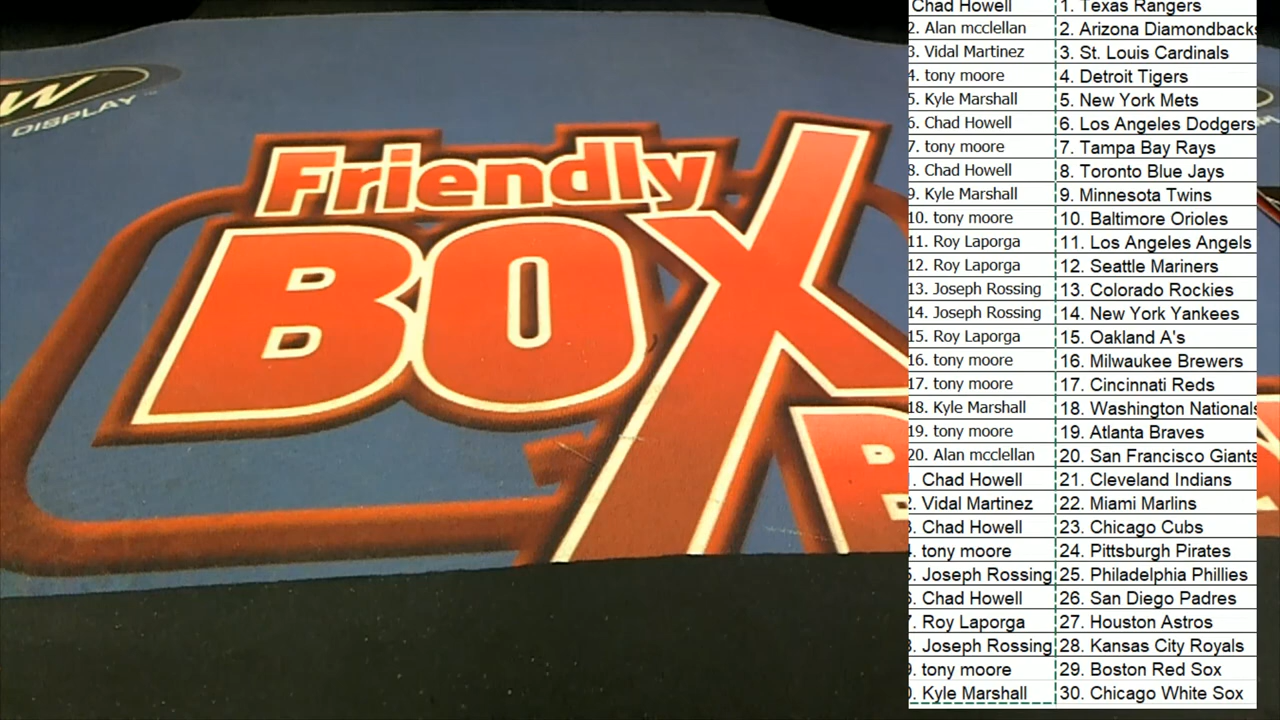 W
DISPLAY
Friendly
BOX
Chad Howell 1. Texas Rangers
2. Alan mcclellan 2. Arizona Diamondbacks
3. Vidal Martinez 3. St. Louis Cardinals
4. tony moore 4. Detroit Tigers
5. Kyle Marshall 5. New York Mets
6. Chad Howell 6. Los Angeles Dodgers
7. tony moore 7. Tampa Bay Rays
8. Chad Howell 8. Toronto Blue Jays
9. Kyle Marshall 9. Minnesota Twins
10. tony moore 10. Baltimore Orioles
11. Roy Laporga 11. Los Angeles Angels
12. Roy Laporga 12. Seattle Mariners
13. Joseph Rossing 13. Colorado Rockies
14. Joseph Rossing 14. New York Yankees
15. Roy Laporga 15. Oakland A's
16. tony moore 16. Milwaukee Brewers
17. tony moore 17. Cincinnati Reds
18. Kyle Marshall 18. Washington Nationals
19. tony moore 19. Atlanta Braves
20. Alan mcclellan 20. San Francisco Giants
. Chad Howell 21. Cleveland Indians
. Vidal Martinez 22. Miami Marlins
. Chad Howell 23. Chicago Cubs
. tony moore 24. Pittsburgh Pirates
. Joseph Rossing 25. Philadelphia Phillies
. Chad Howell 26. San Diego Padres
. Roy Laporga 27. Houston Astros
. Joseph Rossing 28. Kansas City Royals
. tony moore 29. Boston Red Sox
. Kyle Marshall 30. Chicago White Sox